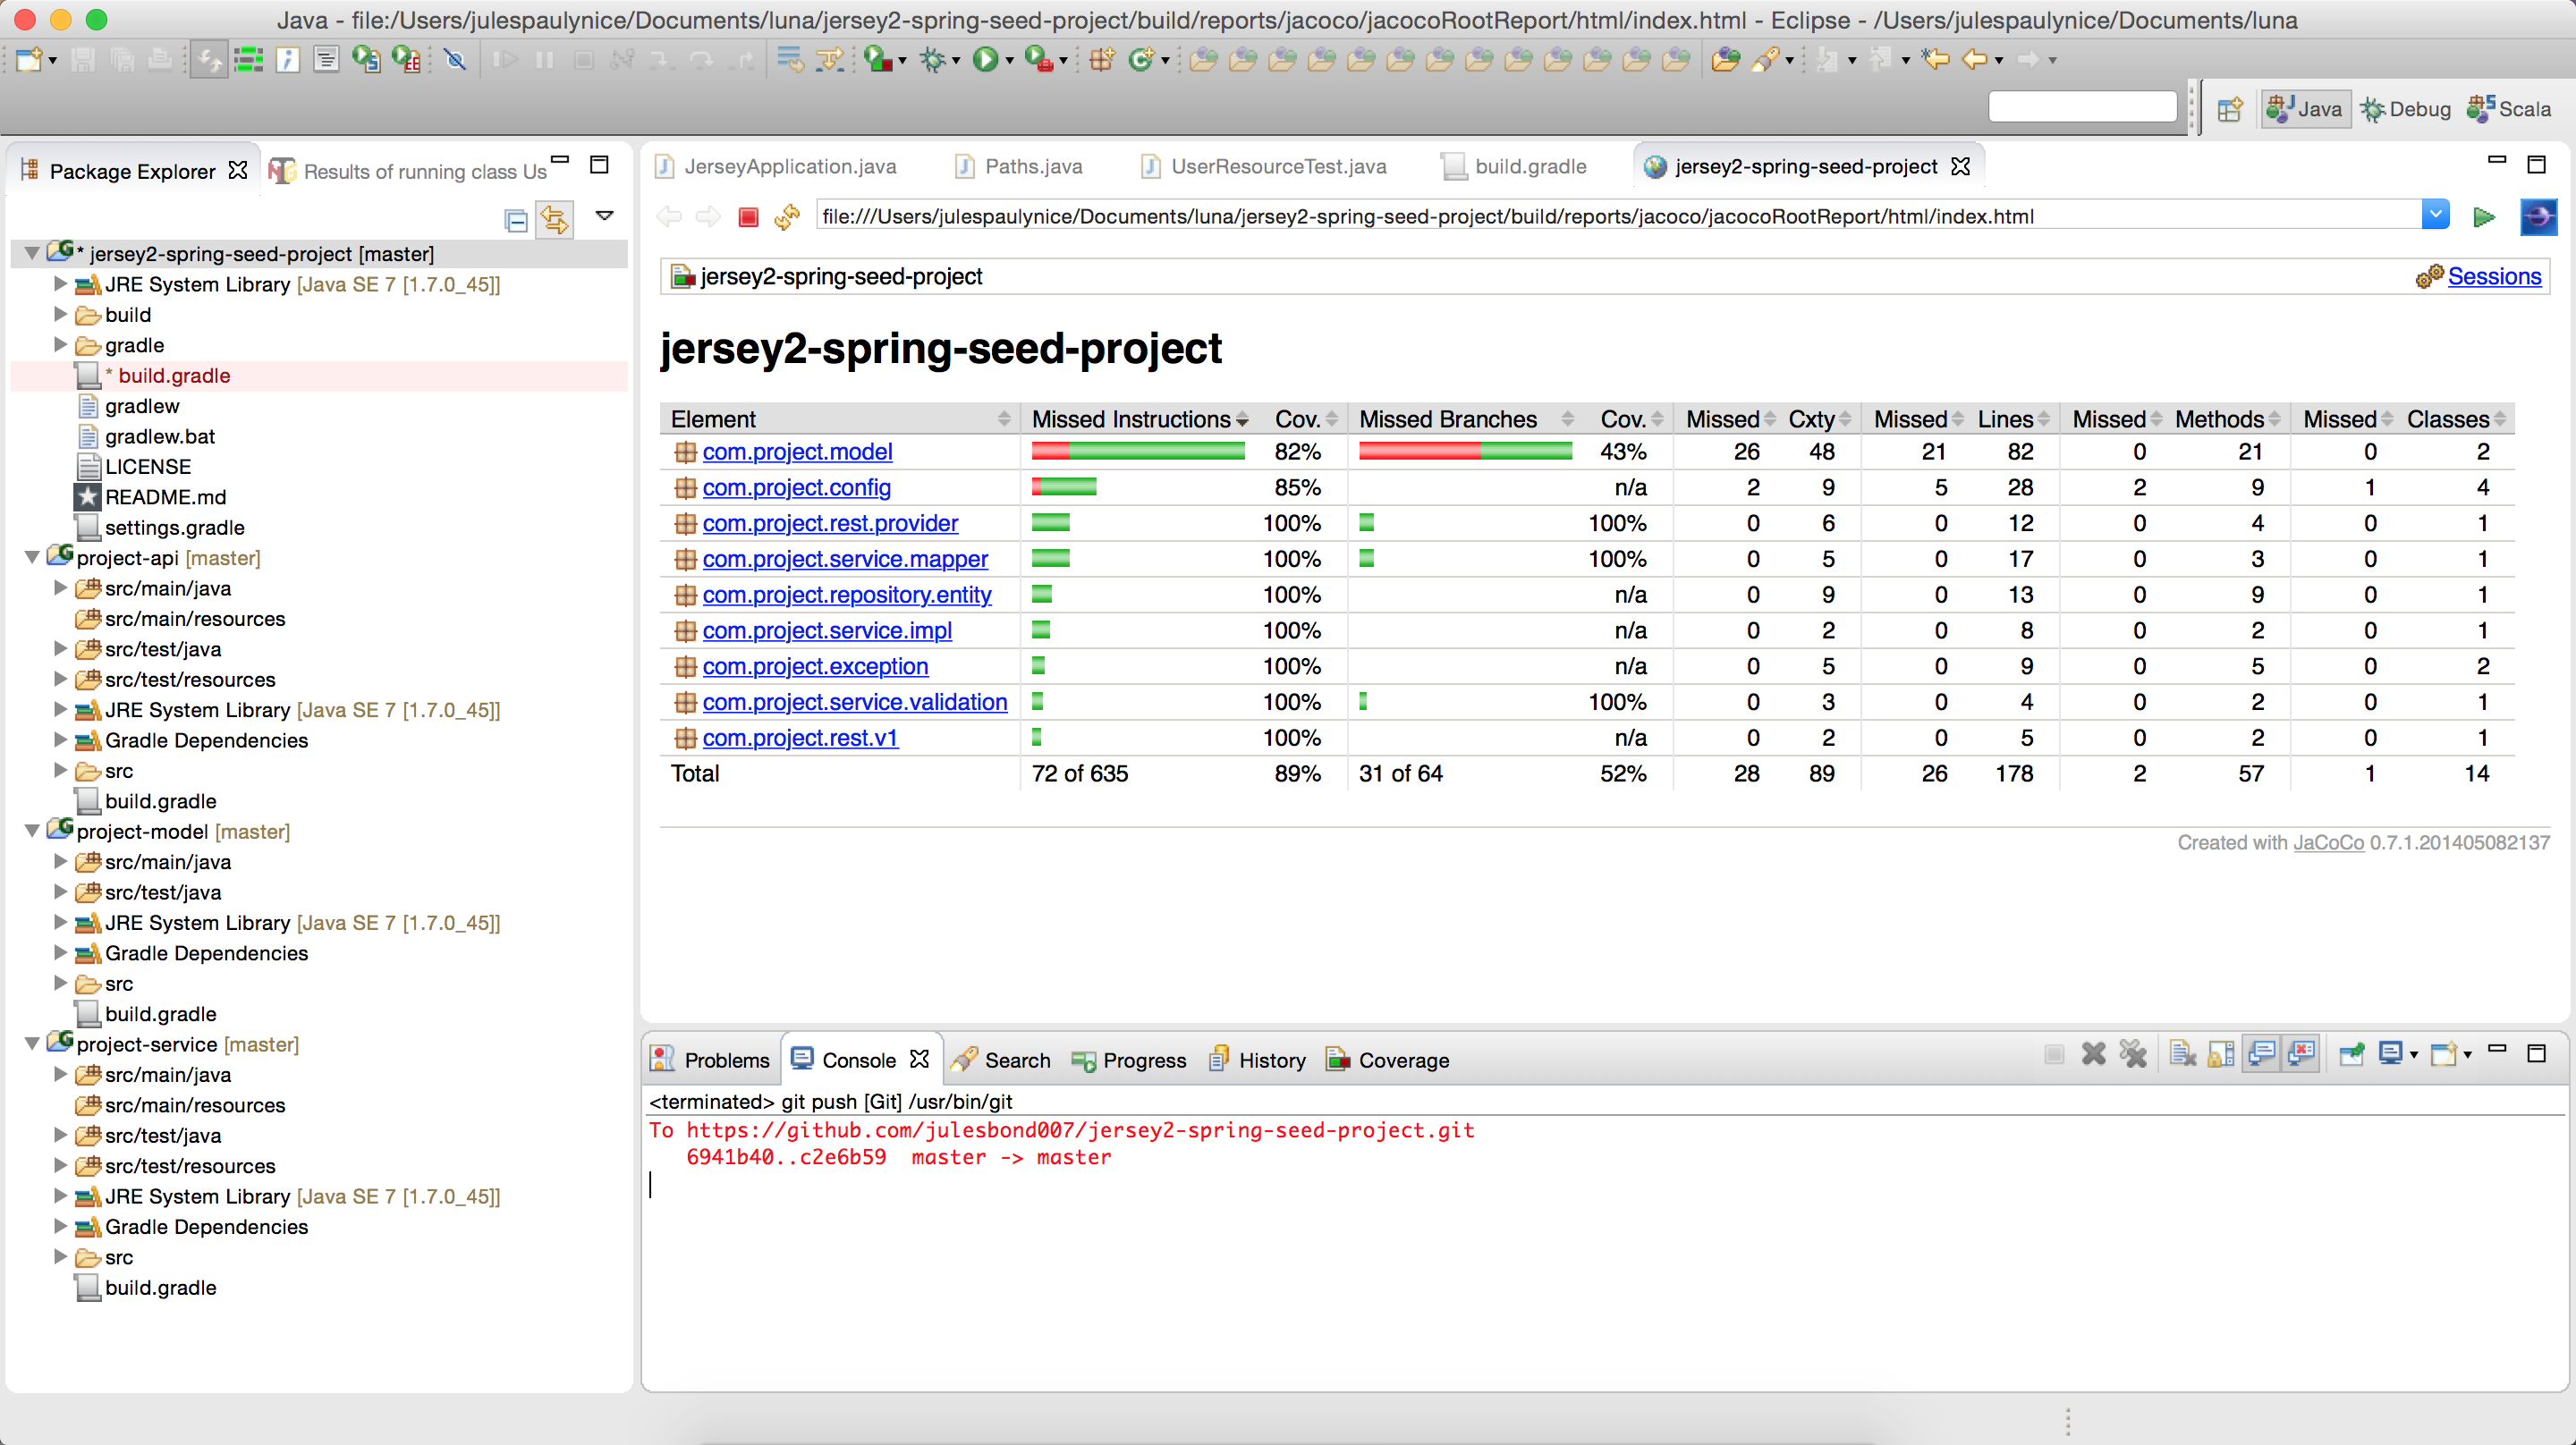 Java - file:/Users/julespaulynice/Documents/luna/jersey2-spring-seed-project/build/reports/jacoco/jacocoRootReport/html/index.html - Eclipse - /Users/julespaulynice/Documents/luna
Java Debug Scala
Package Explorer Results of running class Us
* jersey2-spring-seed-project [master]
JRE System Library [Java SE 7 [1.7.0_45]]
build
gradle
* build.gradle
gradlew
gradlew.bat
LICENSE
README.md
settings.gradle
project-api [master]
src/main/java
src/main/resources
src/test/java
src/test/resources
JRE System Library [Java SE 7 [1.7.0_45]]
Gradle Dependencies
src
build.gradle
project-model [master]
src/main/java
src/test/java
JRE System Library [Java SE 7 [1.7.0_45]]
Gradle Dependencies
src
build.gradle
project-service [master]
src/main/java
src/main/resources
src/test/java
src/test/resources
JRE System Library [Java SE 7 [1.7.0_45]]
Gradle Dependencies
src
build.gradle
JerseyApplication.java Paths.java UserResourceTest.java build.gradle jersey2-spring-seed-project
file:///Users/julespaulynice/Documents/luna/jersey2-spring-seed-project/build/reports/jacoco/jacocoRootReport/html/index.html
jersey2-spring-seed-project Sessions
jersey2-spring-seed-project
Element Missed Instructions Cov. Missed Branches Cov. Missed Cxty Missed Lines Missed Methods Missed Classes
com.project.model 82% 43% 26 48 21 82 0 21 0 2
com.project.config 85% n/a 2 9 5 28 2 9 1 4
com.project.rest.provider 100% 100% 0 6 0 12 0 4 0 1
com.project.service.mapper 100% 100% 0 5 0 17 0 3 0 1
com.project.repository.entity 100% n/a 0 9 0 13 0 9 0 1
com.project.service.impl 100% n/a 0 2 0 8 0 2 0 1
com.project.exception 100% n/a 0 5 0 9 0 5 0 2
com.project.service.validation 100% 100% 0 3 0 4 0 2 0 1
com.project.rest.v1 100% n/a 0 2 0 5 0 2 0 1
Total 72 of 635 89% 31 of 64 52% 28 89 26 178 2 57 1 14
Created with JaCoCo 0.7.1.201405082137
Problems Console Search Progress History Coverage
<terminated> git push [Git] /usr/bin/git
To https://github.com/julesbond007/jersey2-spring-seed-project.git
6941b40..c2e6b59 master -> master